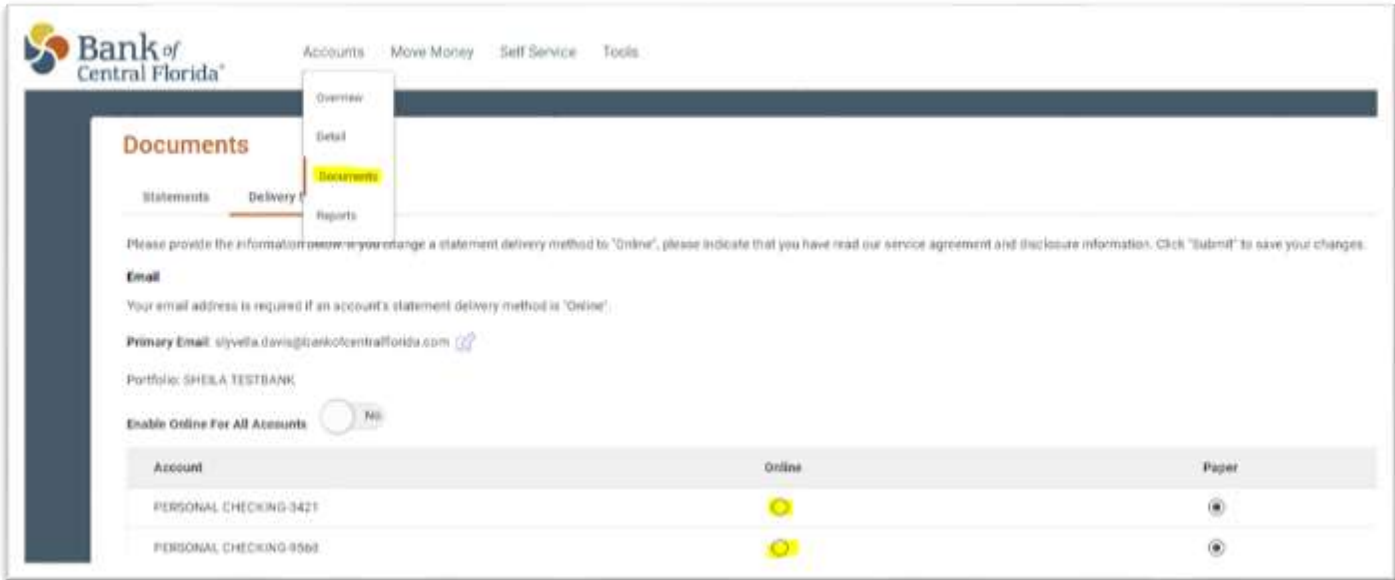 Bank of
Central Florida
Accounts Move Money Self Service Tools
Overview
Detail
Documents
Reports
Documents
Statements Delivery
Please provide the information below. If you change a statement delivery method to "Online", please indicate that you have read our service agreement and disclosure information. Click "Submit" to save your changes.
Email
Your email address is required if an account's statement delivery method is "Online".
Primary Email: slyvella.davis@bankofcentralflorida.com
Portfolio: SHEILA TESTBANK
Enable Online For All Accounts No
Account Online Paper
PERSONAL CHECKING-3421
PERSONAL CHECKING-9560